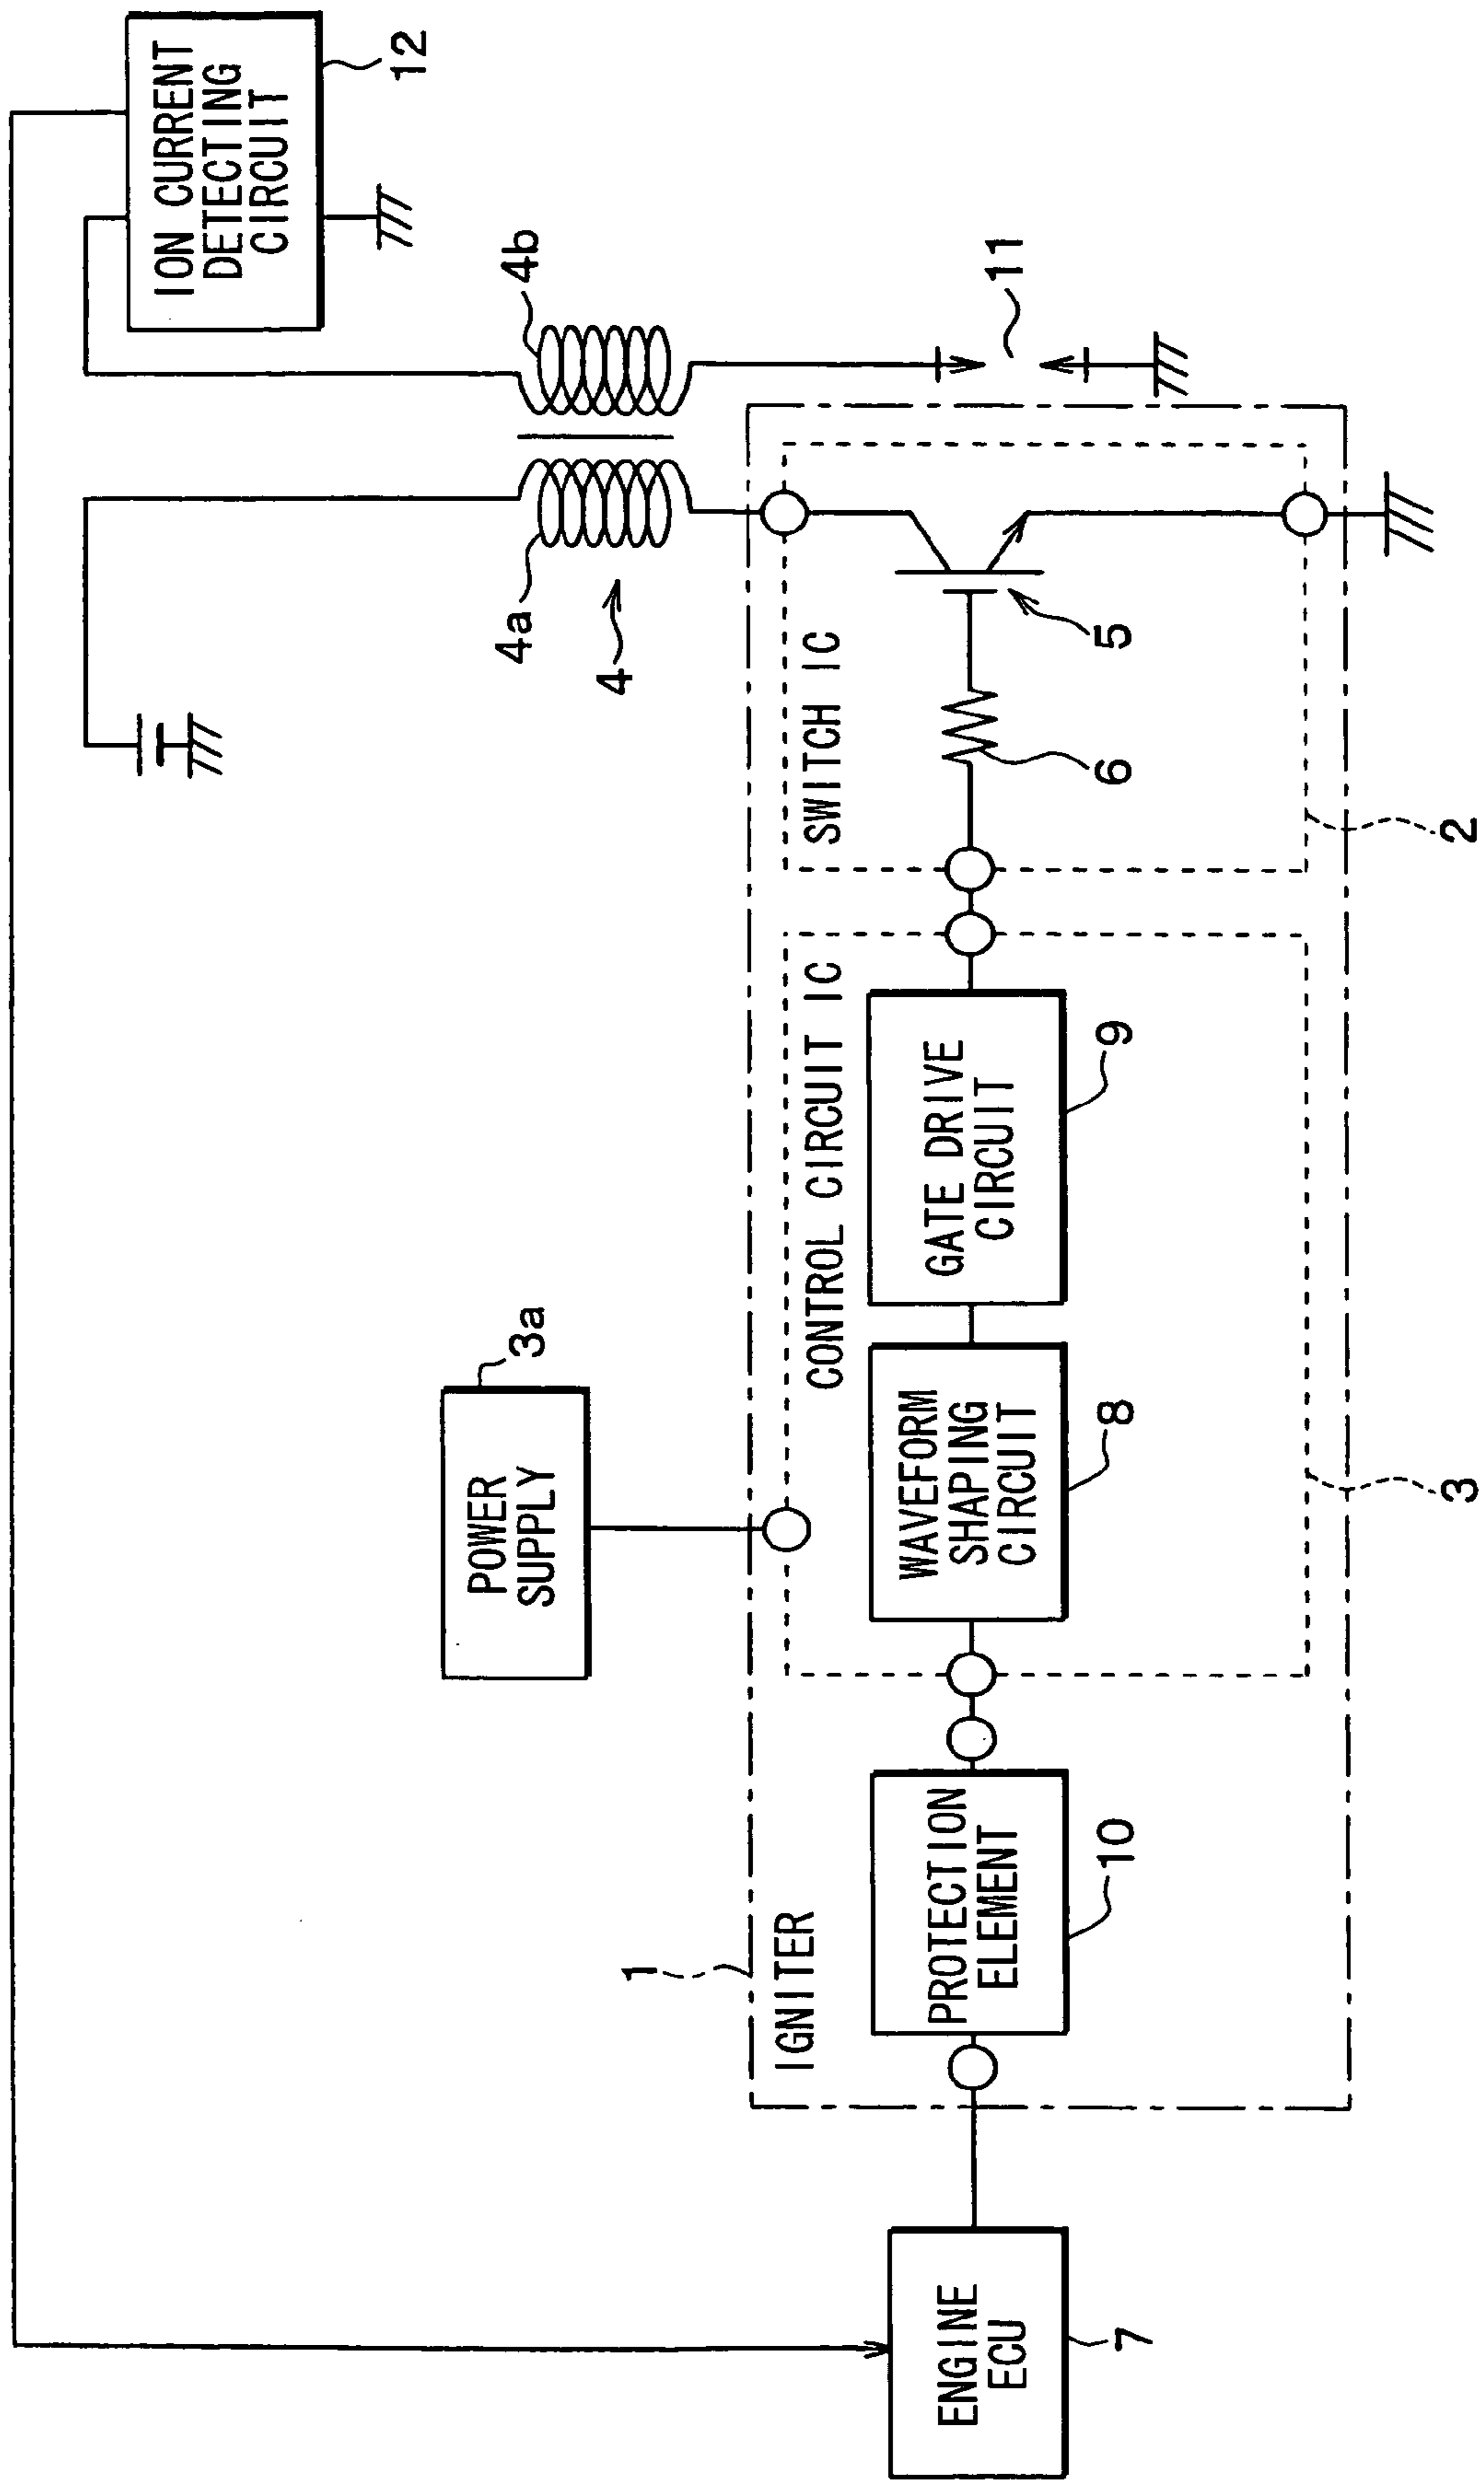 ION CURRENT
DETECTING
CIRCUIT
12
4b
4a
4
11
POWER
SUPPLY
3a
1
IGNITER
CONTROL CIRCUIT IC
SWITCH IC
ENGINE
ECU
7
PROTECTION
ELEMENT
10
WAVEFORM
SHAPING
CIRCUIT
8
GATE DRIVE
CIRCUIT
9
6
5
3
2